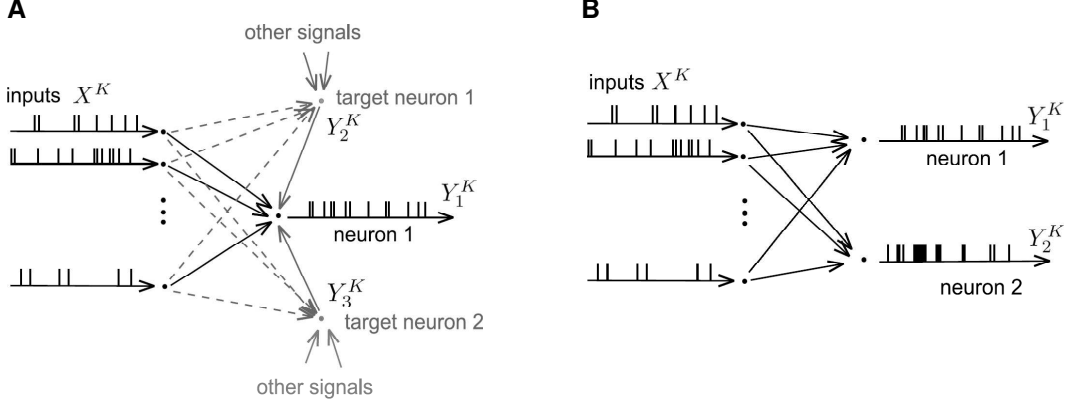 A
other signals
inputs X^K
target neuron 1
Y_2^K
Y_1^K
neuron 1
Y_3^K
target neuron 2
other signals
B
inputs X^K
Y_1^K
neuron 1
Y_2^K
neuron 2